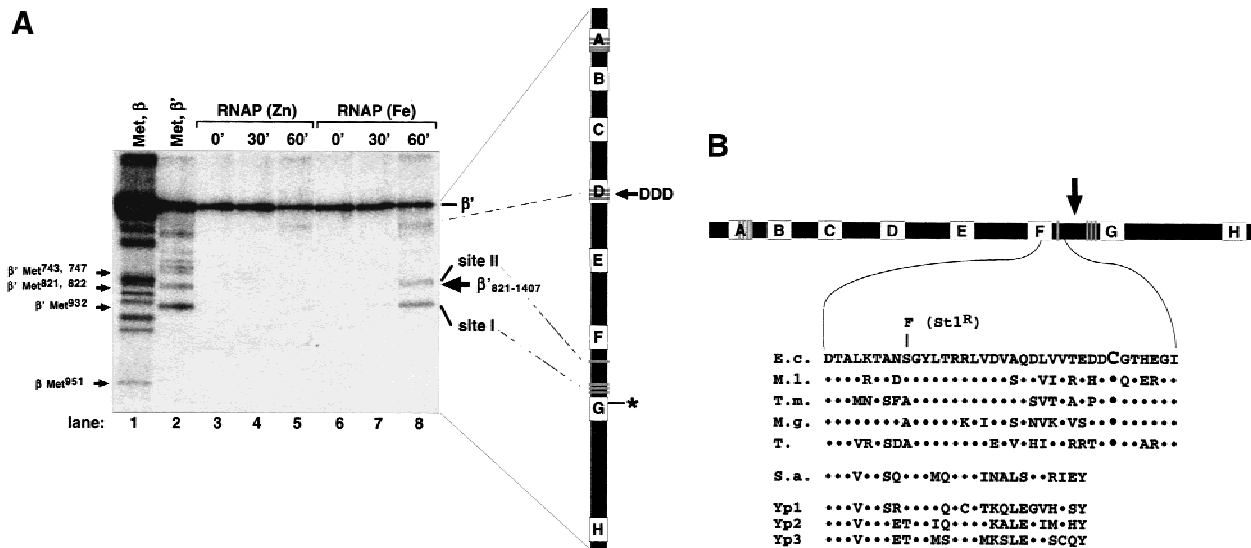 A
Met, β
Met, β'
RNAP (Zn)
RNAP (Fe)
0' 30' 60' 0' 30' 60'
β'
site II
β'821-1407
site I
β' Met743, 747
β' Met821, 822
β' Met932
β Met951
lane: 1 2 3 4 5 6 7 8
A
B
C
D
DDD
E
F
G
*
H
B
A B C D E F G H
F (StlR)
E.c. DTALKTANSGYLTRRLVDVAQDLVVTEDDCGTHEGI
M.l. ••••R••D•••••••••••S••VI•R•H•●•Q•ER••
T.m. •••MN•SFA••••••••••••SVT•A•P•●••••••
M.g. ••••••••A•••••K•I••S•NVK•VS••●••••••
T. •••VR•SDA••••••••E•V•HI••RRT•●••AR••
S.a. •••V••SQ•••MQ•••INALS••RIEY
Yp1 •••V••SR••••Q•C•TKQLEGVH•SY
Yp2 •••V••ET•••IQ••••KALE•IM•HY
Yp3 •••V••ET•••MS•••MKSLE••SCQY